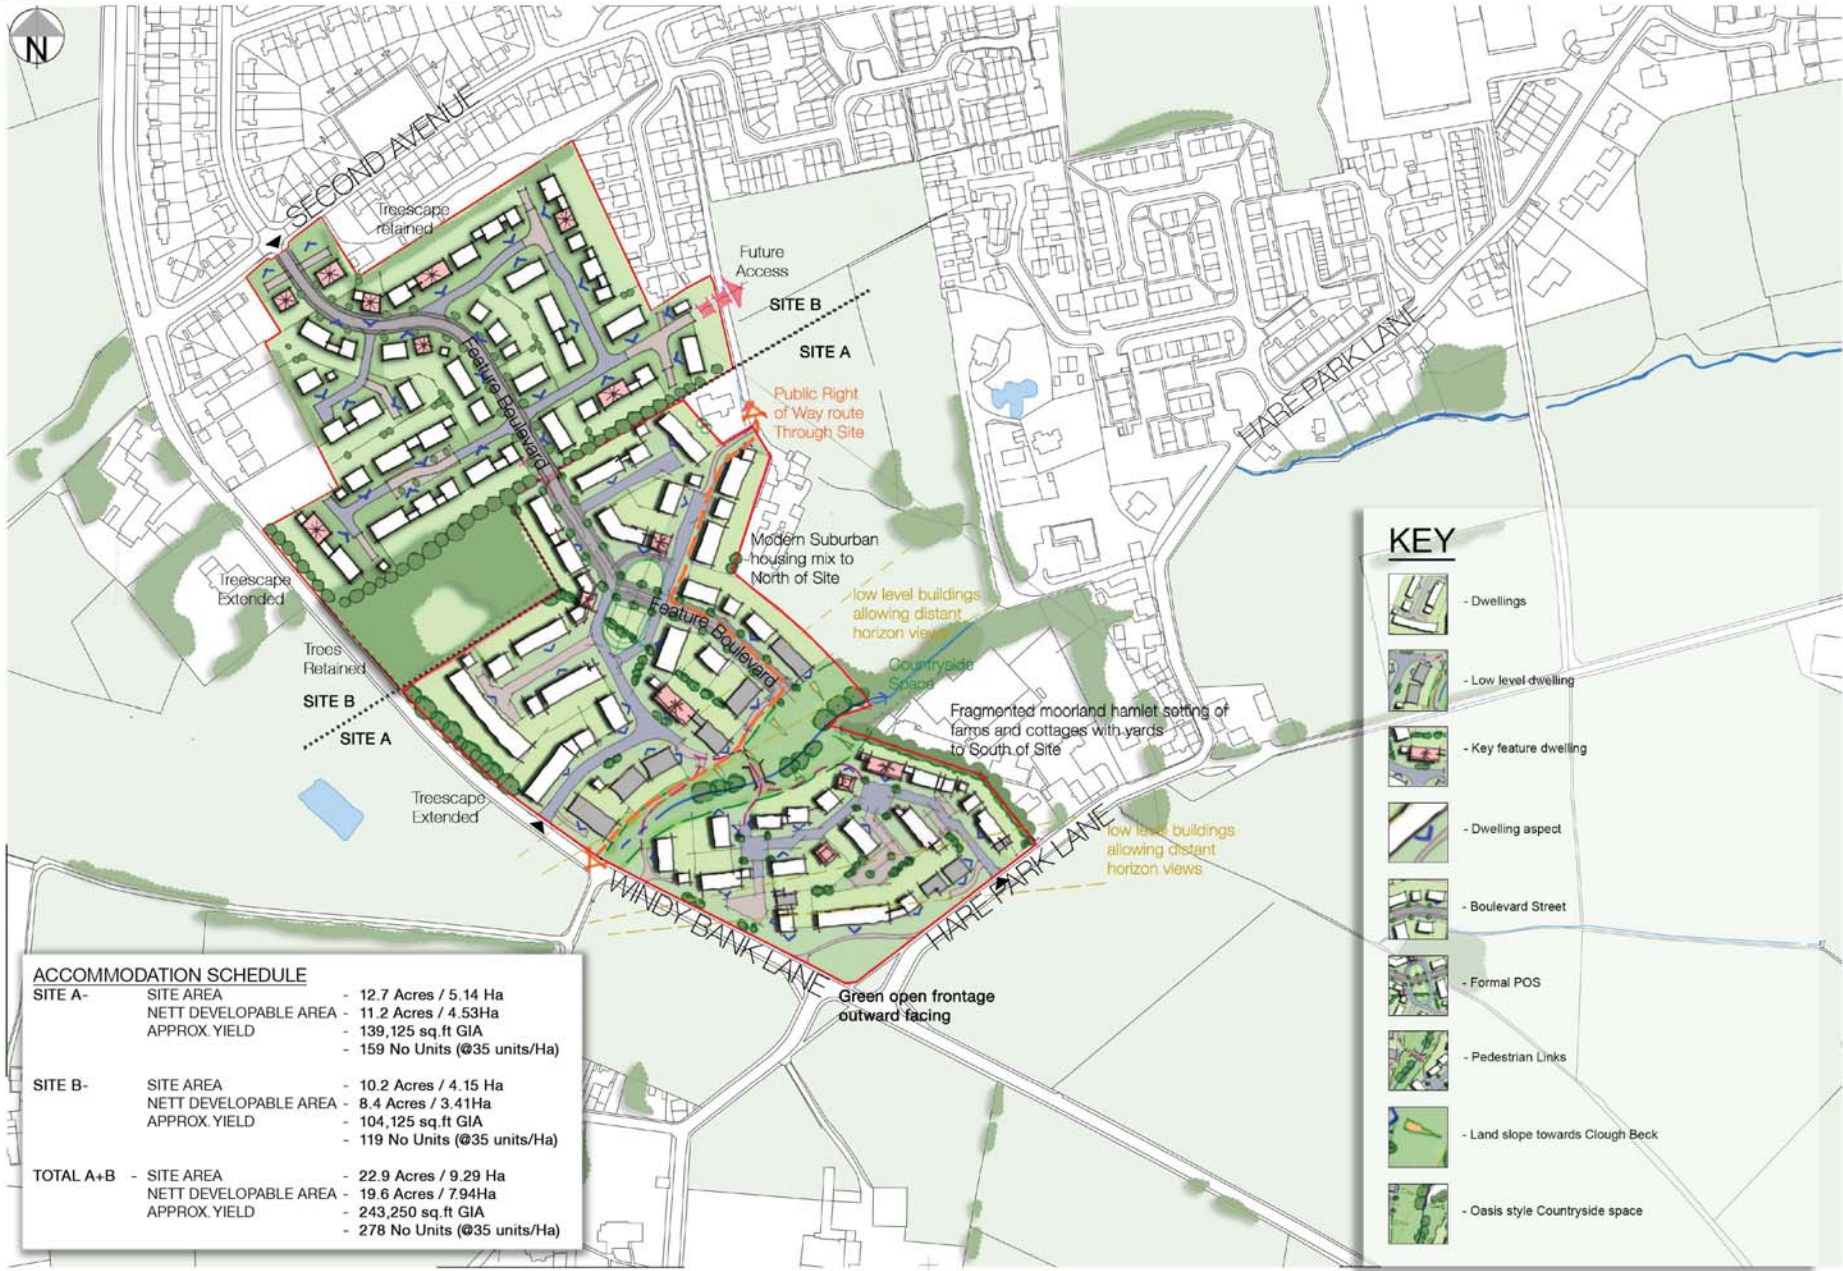 N
SECOND AVENUE
Treescape
retained
Future
Access
SITE B
SITE A
Feature Boulevard
Public Right
of Way route
Through Site
HARE PARK LANE
Modern Suburban
housing mix to
North of Site
Treescape
Extended
low level buildings
allowing distant
horizon views
Feature Boulevard
Trees
Retained
Countryside
Space
SITE B
SITE A
Fragmented moorland hamlet setting of
farms and cottages with yards
to South of Site
Treescape
Extended
low level buildings
allowing distant
horizon views
WINDY BANK LANE
HARE PARK LANE
Green open frontage
outward facing
KEY
- Dwellings
- Low level dwelling
- Key feature dwelling
- Dwelling aspect
- Boulevard Street
- Formal POS
- Pedestrian Links
- Land slope towards Clough Beck
- Oasis style Countryside space
ACCOMMODATION SCHEDULE
SITE A- SITE AREA - 12.7 Acres / 5.14 Ha
NETT DEVELOPABLE AREA - 11.2 Acres / 4.53Ha
APPROX. YIELD - 139,125 sq.ft GIA
- 159 No Units (@35 units/Ha)
SITE B- SITE AREA - 10.2 Acres / 4.15 Ha
NETT DEVELOPABLE AREA - 8.4 Acres / 3.41Ha
APPROX. YIELD - 104,125 sq.ft GIA
- 119 No Units (@35 units/Ha)
TOTAL A+B - SITE AREA - 22.9 Acres / 9.29 Ha
NETT DEVELOPABLE AREA - 19.6 Acres / 7.94Ha
APPROX. YIELD - 243,250 sq.ft GIA
- 278 No Units (@35 units/Ha)